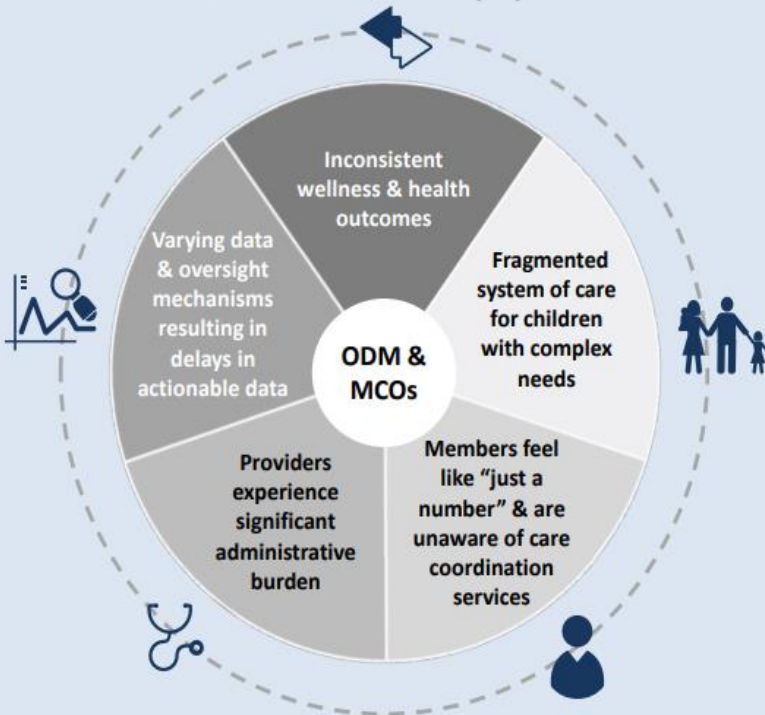 Inconsistent
wellness & health
outcomes
Fragmented
system of care
for children
with complex
needs
Members feel
like “just a
number” & are
unaware of care
coordination
services
Providers
experience
significant
administrative
burden
Varying data
& oversight
mechanisms
resulting in
delays in
actionable data
ODM &
MCOs